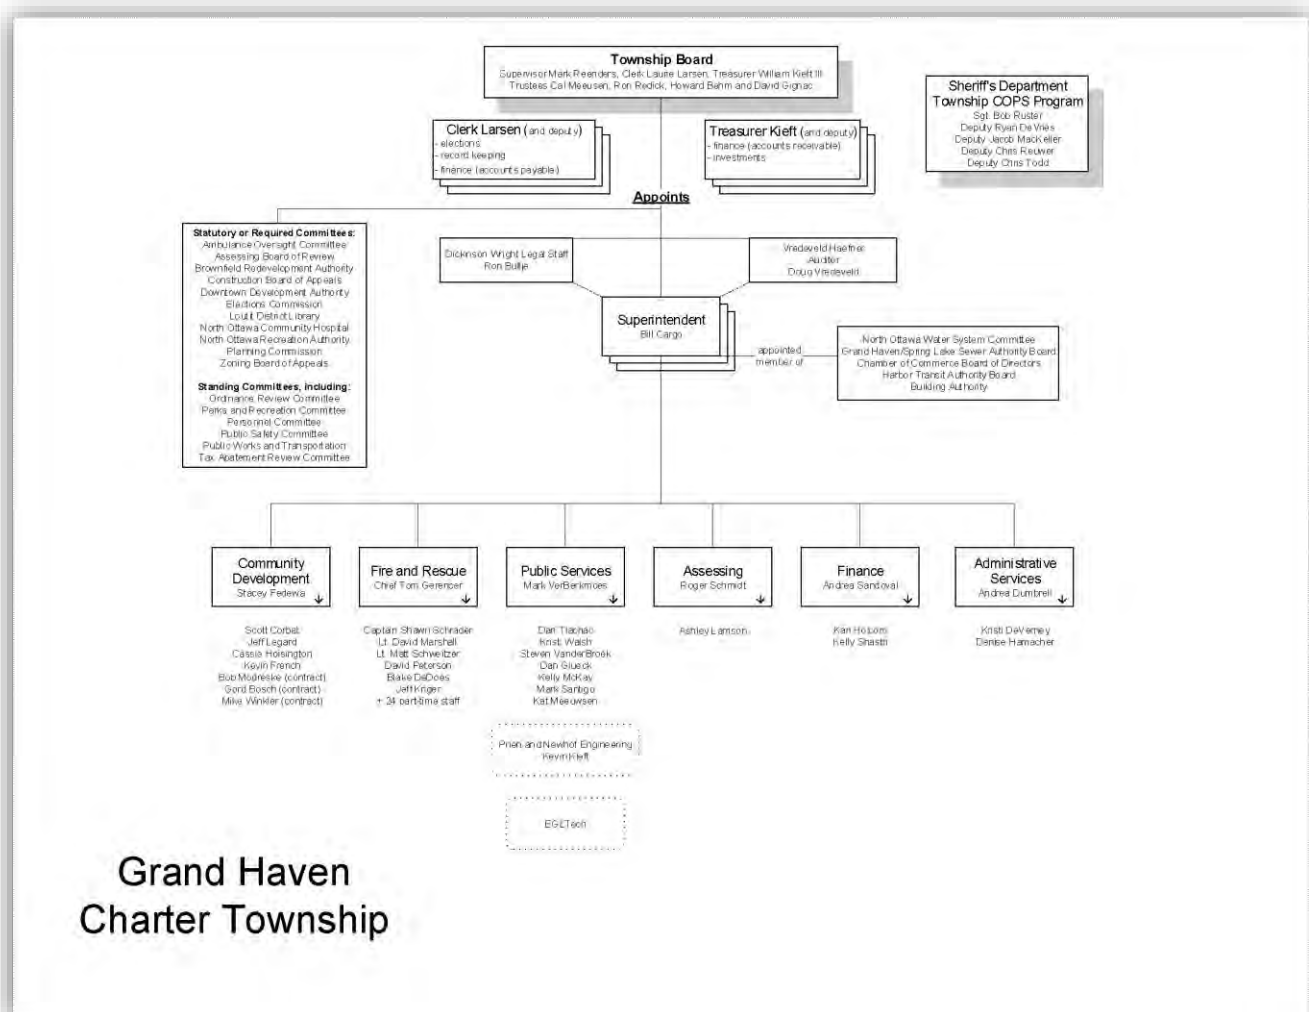 Township Board
Supervisor Mark Reenders, Clerk Laurie Larsen, Treasurer William Kieft III
Trustees Cal Meeusen, Ron Redick, Howard Behm and David Gignac
Sheriff's Department
Township COPS Program
Sgt. Bob Ruster
Deputy Ryan DeVries
Deputy Jacob MacKeller
Deputy Chris Reuwer
Deputy Chris Todd
Clerk Larsen (and deputy)
- elections
- record keeping
- finance (accounts payable)
Treasurer Kieft (and deputy)
- finance (accounts receivable)
- investments
Appoints
Statutory or Required Committees:
Ambulance Oversight Committee
Assessing Board of Review
Brownfield Redevelopment Authority
Construction Board of Appeals
Downtown Development Authority
Elections Commission
Loutit District Library
North Ottawa Community Hospital
North Ottawa Recreation Authority
Planning Commission
Zoning Board of Appeals
Standing Committees, including:
Ordinance Review Committee
Parks and Recreation Committee
Personnel Committee
Public Safety Committee
Public Works and Transportation
Tax Abatement Review Committee
Dickinson Wright Legal Staff
Ron Bultje
Vredeveld Haefner
Auditor
Doug Vredeveld
Superintendent
Bill Cargo
appointed
member of
North Ottawa Water System Committee
Grand Haven/Spring Lake Sewer Authority Board
Chamber of Commerce Board of Directors
Harbor Transit Authority Board
Building Authority
Community
Development
Stacey Fedewa
Scott Corbat
Jeff Legard
Cassie Hoisington
Kevin French
Bob Modreske (contract)
Gord Bosch (contract)
Mike Winkler (contract)
Fire and Rescue
Chief Tom Gerencer
Captain Shawn Schrader
Lt. David Marshall
Lt. Matt Schweitzer
David Peterson
Blake DeDoes
Jeff Kriger
+ 24 part-time staff
Public Services
Mark VerBerkmoes
Dan
Kristi Walsh
Steven VanderBroek
Dan Glueck
Kelly McKay
Mark
Kat Meeuwsen
Prein and Newhof Engineering
Kevin Kieft
Assessing
Roger Schmidt
Ashley Larrison
Finance
Andrea Sandoval
Kelly
Administrative
Services
Andrea Dumbrell
Kristi DeVerney
Denise Hamacher
Grand Haven
Charter Township